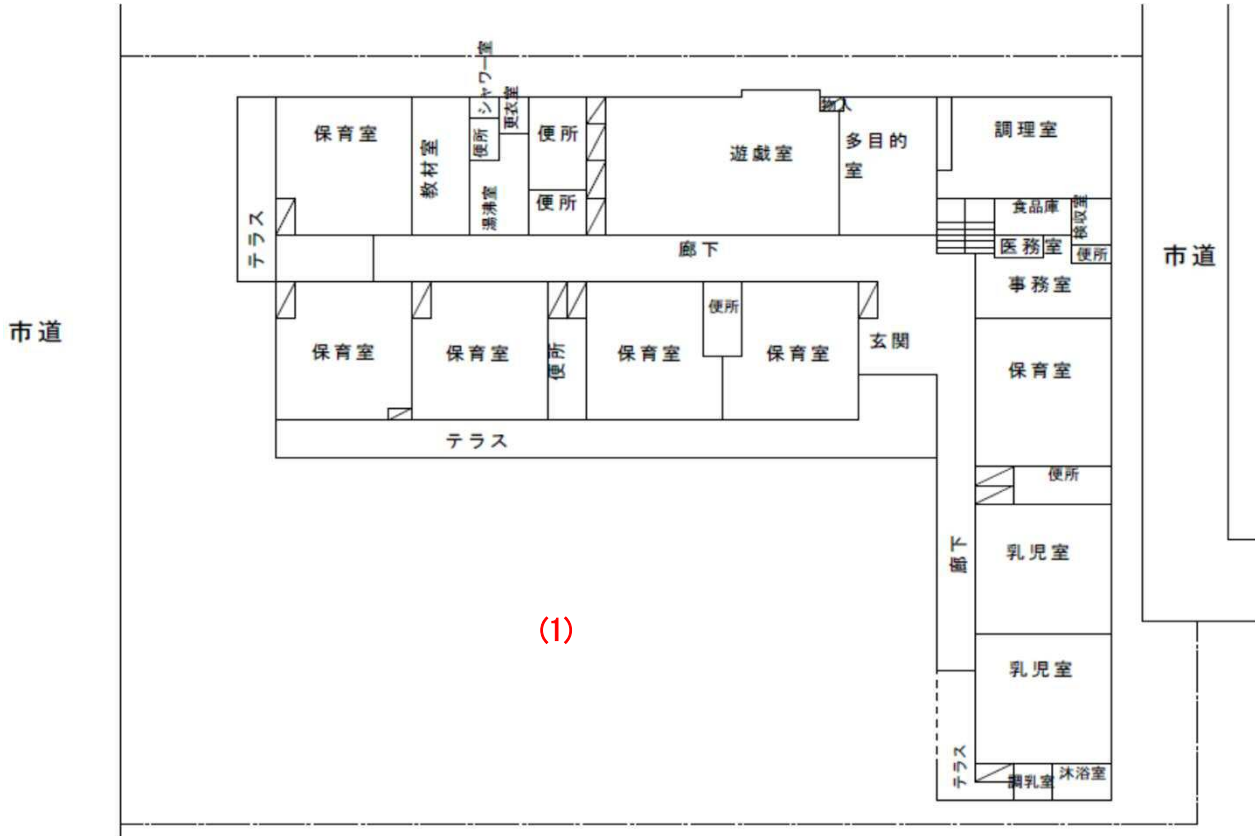 シャワー室
更衣室
物入
保育室
教材室
便所
湯沸室
便所
便所
遊戯室
多目的
室
調理室
食品庫
検収室
テラス
廊下
医務室
便所
市道
事務室
市道
保育室
保育室
便所
保育室
便所
保育室
玄関
保育室
テラス
便所
廊下
乳児室
(1)
乳児室
テラス
調乳室
沐浴室